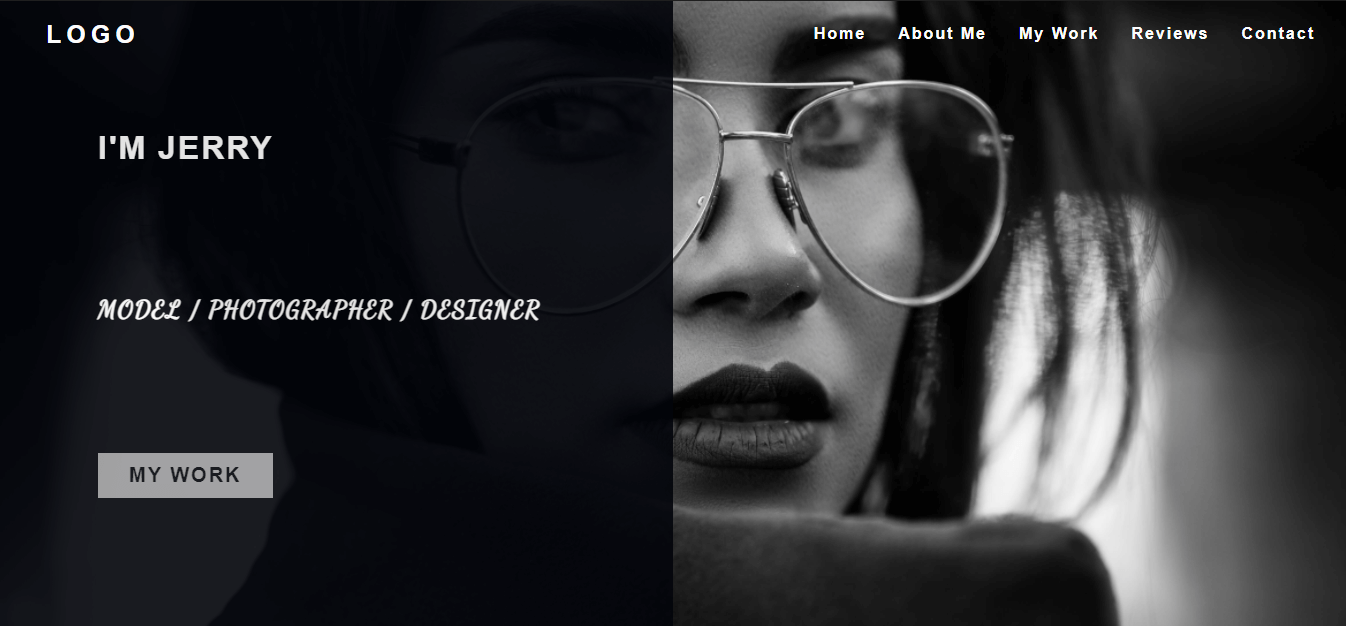 LOGO
Home About Me My Work Reviews Contact
I'M JERRY
MODEL / PHOTOGRAPHER / DESIGNER
MY WORK